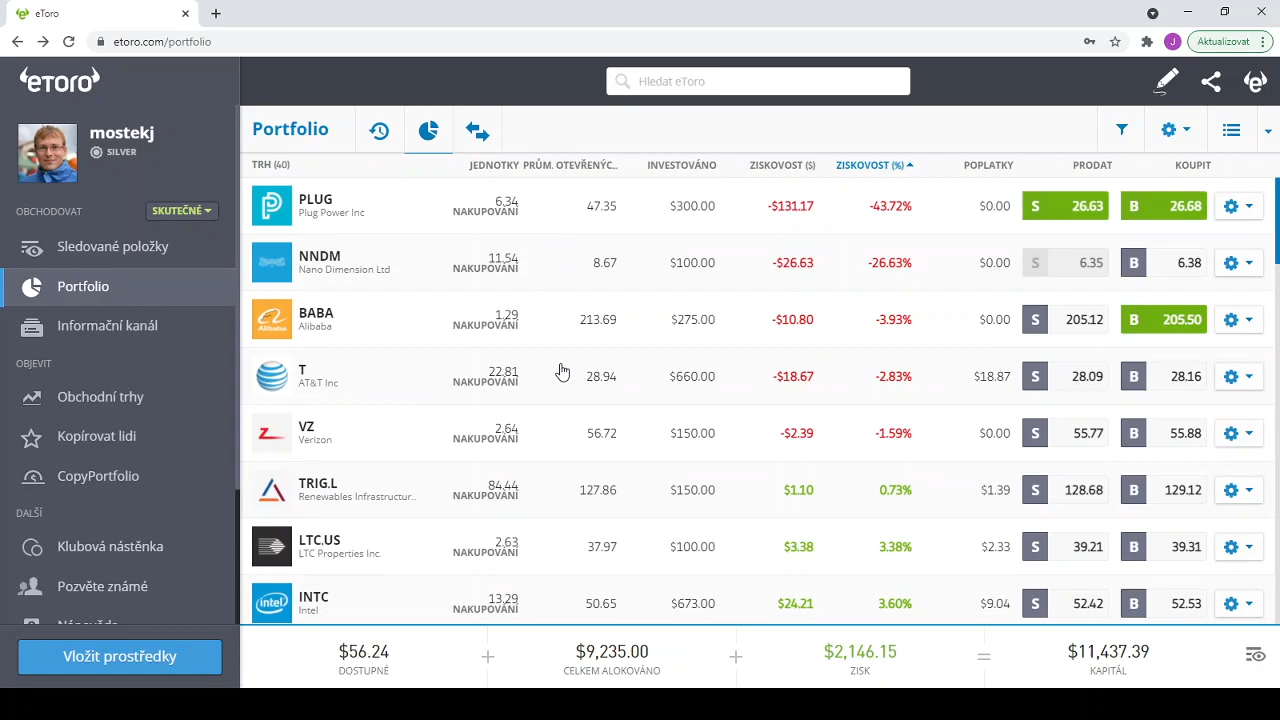 eToro
etoro.com/portfolio
Aktualizovat
eTORO
Hledat eToro
mostekj
SILVER
OBCHODOVAT SKUTEČNÉ
Sledované položky
Portfolio
Informační kanál
OBJEVIT
Obchodní trhy
Kopírovat lidi
CopyPortfolio
DALŠÍ
Klubová nástěnka
Pozvěte známé
Vložit prostředky
Portfolio
TRH (40) JEDNOTKY PRŮM. OTEVŘENÝC... INVESTOVÁNO ZISKOVOST ($) ZISKOVOST (%) POPLATKY PRODAT KOUPIT
PLUG
Plug Power Inc
6,34
NAKUPOVÁNÍ
47.35 $300.00 -$131.17 -43.72% $0.00 S 26.63 B 26.68
NNDM
Nano Dimension Ltd
11,54
NAKUPOVÁNÍ
8.67 $100.00 -$26.63 -26.63% $0.00 S 6.35 B 6.38
BABA
Alibaba
1,29
NAKUPOVÁNÍ
213.69 $275.00 -$10.80 -3.93% $0.00 S 205.12 B 205.50
T
AT&T Inc
22,81
NAKUPOVÁNÍ
28.94 $660.00 -$18.67 -2.83% $18.87 S 28.09 B 28.16
VZ
Verizon
2,64
NAKUPOVÁNÍ
56.72 $150.00 -$2.39 -1.59% $0.00 S 55.77 B 55.88
TRIG.L
Renewables Infrastructur..
84,44
NAKUPOVÁNÍ
127.86 $150.00 $1.10 0.73% $1.39 S 128.68 B 129.12
LTC.US
LTC Properties Inc.
2,63
NAKUPOVÁNÍ
37.97 $100.00 $3.38 3.38% $2.33 S 39.21 B 39.31
INTC
Intel
13,29
NAKUPOVÁNÍ
50.65 $673.00 $24.21 3.60% $9.04 S 52.42 B 52.53
$56.24 + $9,235.00 + $2,146.15 = $11,437.39
DOSTUPNÉ CELKEM ALOKOVÁNO ZISK KAPITÁL